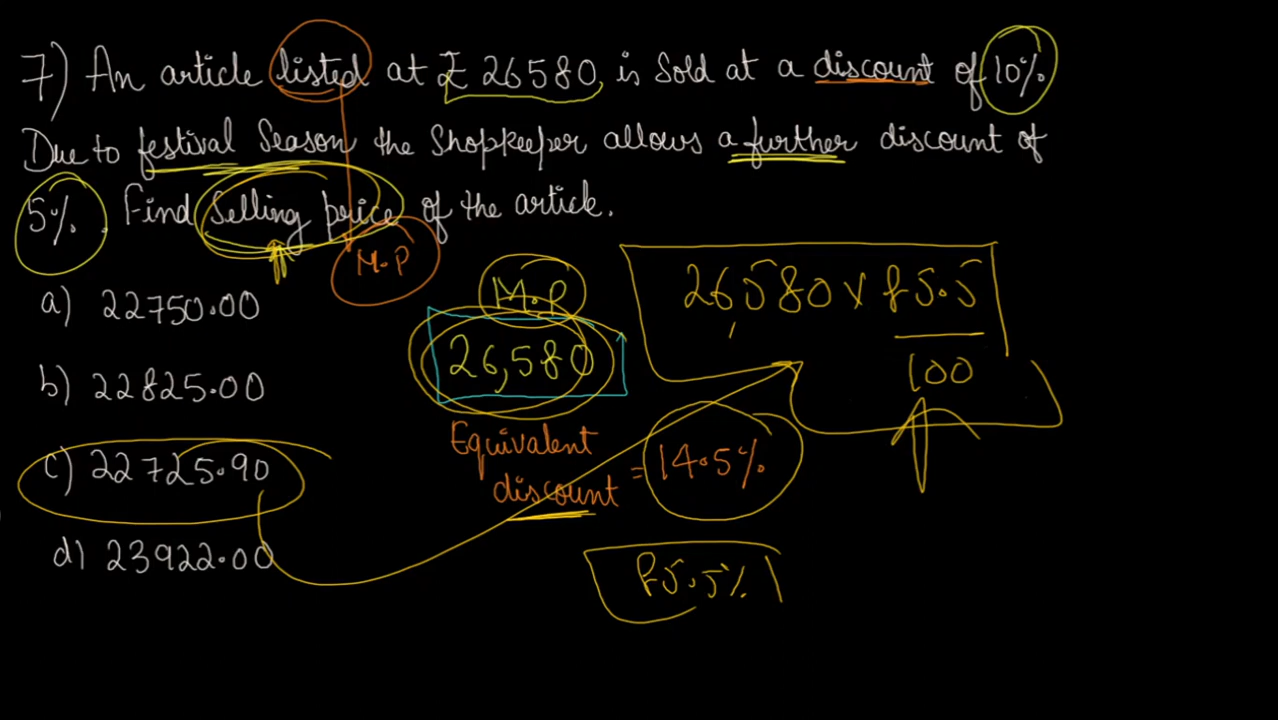 7) An article listed at ₹ 26580, is sold at a discount of 10%
Due to festival Season the Shopkeeper allows a further discount of
5%. Find Selling price of the article.
M.P
a) 22750.00
b) 22825.00
c) 22725.90
d) 23922.00
M.P
26,580
Equivalent
discount = 14.5%
85.5%
26,580 x 85.5
100